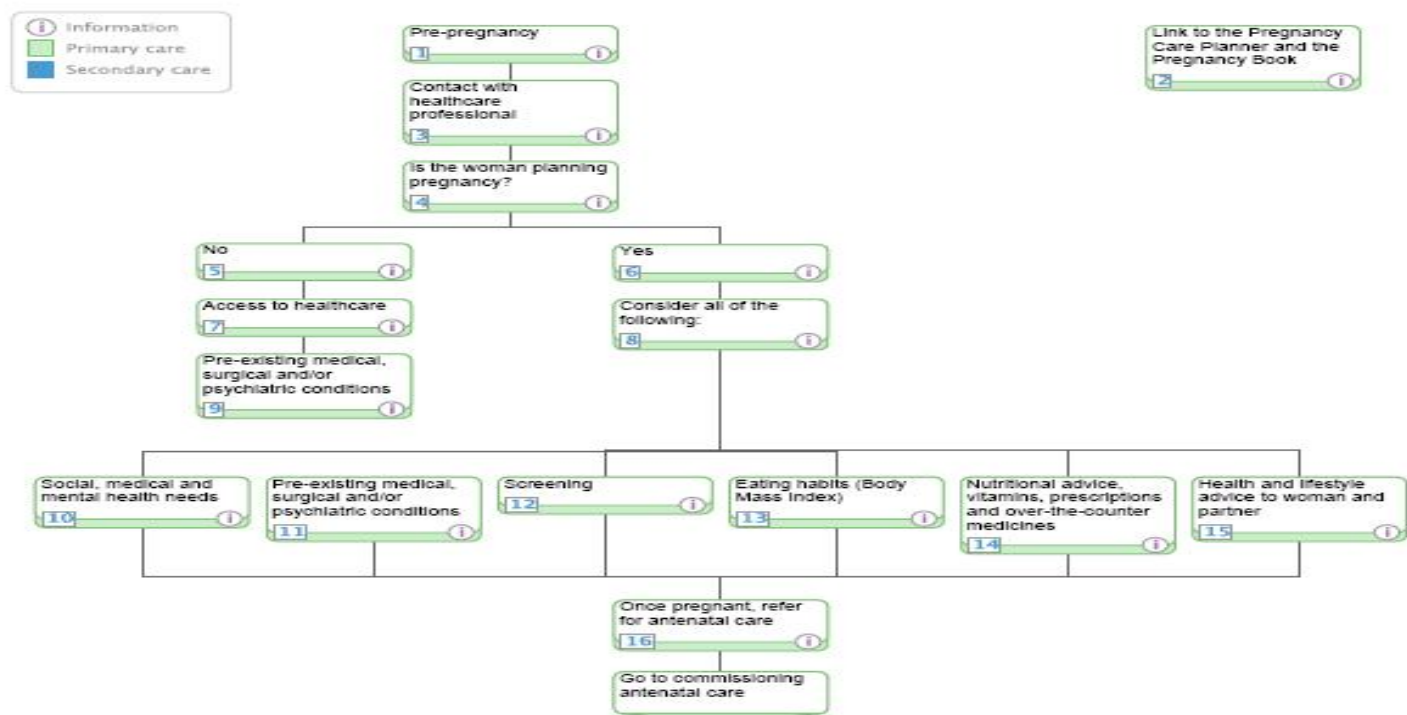 i Information
Primary care
Secondary care
Pre-pregnancy
1 i
Link to the Pregnancy
Care Planner and the
Pregnancy Book
2 i
Contact with
healthcare
professional
3 i
Is the woman planning
pregnancy?
4 i
No
5 i
Yes
6 i
Access to healthcare
7 i
Consider all of the
following:
8 i
Pre-existing medical,
surgical and/or
psychiatric conditions
9 i
Social, medical and
mental health needs
10 i
Pre-existing medical,
surgical and/or
psychiatric conditions
11 i
Screening
12 i
Eating habits (Body
Mass Index)
13 i
Nutritional advice,
vitamins, prescriptions
and over-the-counter
medicines
14 i
Health and lifestyle
advice to woman and
partner
15 i
Once pregnant, refer
for antenatal care
16 i
Go to commissioning
antenatal care